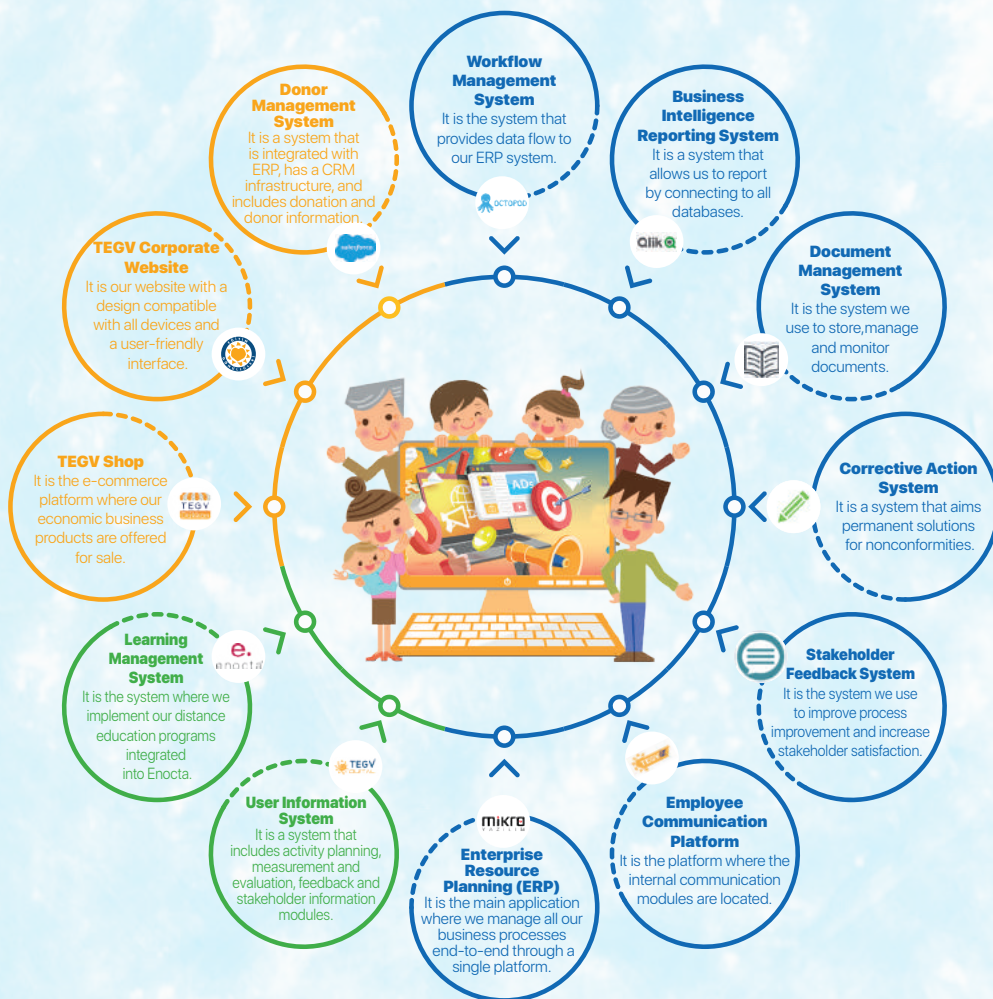 Workflow
Management
System
It is the system that
provides data flow to
our ERP system.
OCTOPOD
Business
Intelligence
Reporting System
It is a system that
allows us to report
by connecting to all
databases.
Qlik
Document
Management
System
It is the system we
use to store,manage
and monitor
documents.
Corrective Action
System
It is a system that aims
permanent solutions
for nonconformities.
Stakeholder
Feedback System
It is the system we use
to improve process
improvement and increase
stakeholder satisfaction.
Employee
Communication
Platform
It is the platform where the
internal communication
modules are located.
mikro
YAZILIM
Enterprise
Resource
Planning (ERP)
It is the main application
where we manage all our
business processes
end-to-end through a
single platform.
TEGV
User Information
System
It is a system that
includes activity planning,
measurement and
evaluation, feedback and
stakeholder information
modules.
e.
enocta
Learning
Management
System
It is the system where we
implement our distance
education programs
integrated
into Enocta.
TEGV Shop
It is the e-commerce
platform where our
economic business
products are offered
for sale.
TEGV
TEGV Corporate
Website
It is our website with a
design compatible
with all devices and
a user-friendly
interface.
Donor
Management
System
It is a system that
is integrated with
ERP, has a CRM
infrastructure, and
includes donation and
donor information.
salesforce
ADs